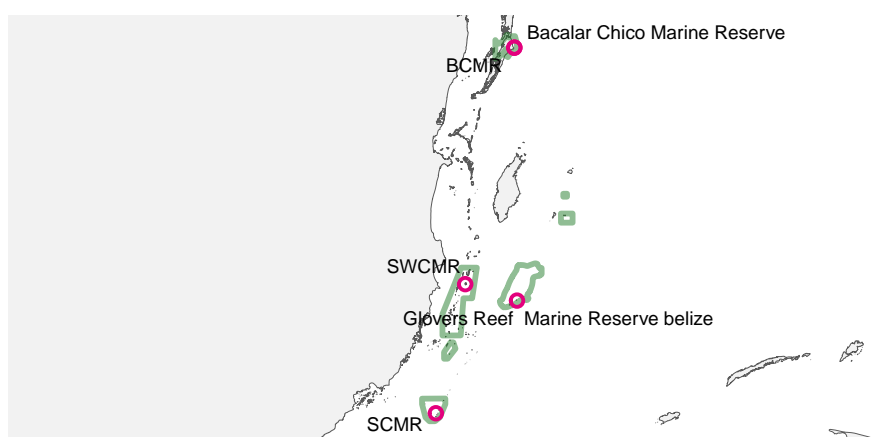 Bacalar Chico Marine Reserve
BCMR
SWCMR
Glovers Reef  Marine Reserve belize
SCMR